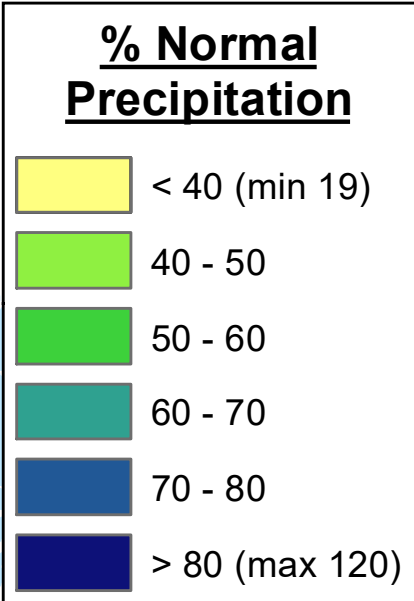 % Normal
Precipitation
< 40 (min 19)
40 - 50
50 - 60
60 - 70
70 - 80
> 80 (max 120)